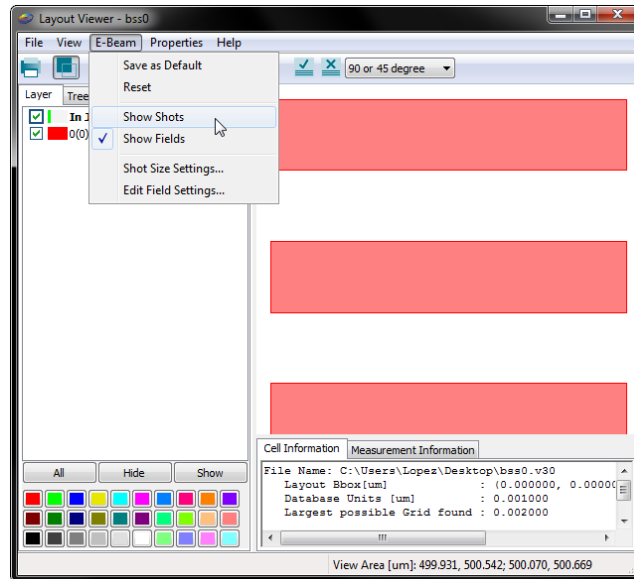 Layout Viewer - bss0
File View E-Beam Properties Help
Save as Default
Reset
Show Shots
Show Fields
Shot Size Settings...
Edit Field Settings...
90 or 45 degree
Layer Tree
In
0(0)
Cell Information Measurement Information
File Name: C:\Users\Lopez\Desktop\bss0.v30
Layout Bbox[um] : (0.000000, 0.00000
Database Units [um] : 0.001000
Largest possible Grid found : 0.002000
All Hide Show
View Area [um]: 499.931, 500.542; 500.070, 500.669